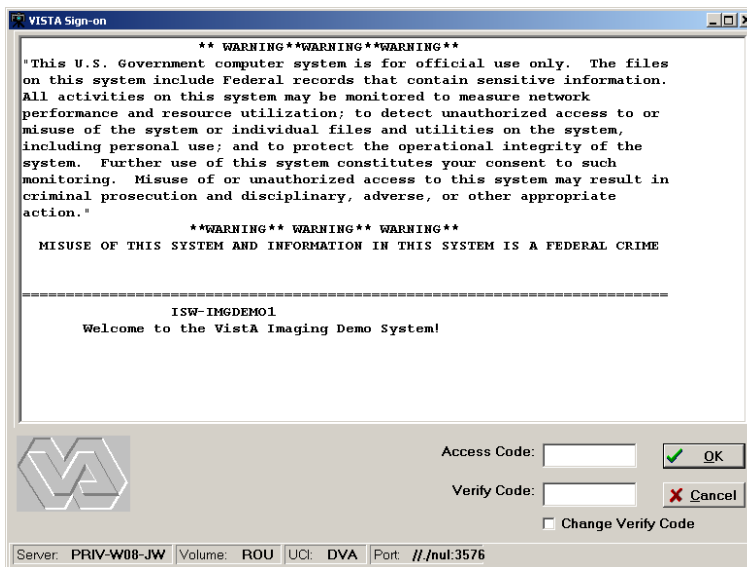 VISTA Sign-on
** WARNING**WARNING**WARNING**
"This U.S. Government computer system is for official use only.  The files
on this system include Federal records that contain sensitive information.
All activities on this system may be monitored to measure network
performance and resource utilization; to detect unauthorized access to or
misuse of the system or individual files and utilities on the system,
including personal use; and to protect the operational integrity of the
system.  Further use of this system constitutes your consent to such
monitoring.  Misuse of or unauthorized access to this system may result in
criminal prosecution and disciplinary, adverse, or other appropriate
action."
**WARNING** WARNING** WARNING**
MISUSE OF THIS SYSTEM AND INFORMATION IN THIS SYSTEM IS A FEDERAL CRIME
=============================================================================
ISW-IMGDEMO1
Welcome to the VistA Imaging Demo System!
Access Code:
OK
Verify Code:
Cancel
Change Verify Code
Server: PRIV-W08-JW Volume: ROU UCI: DVA Port: //./nul:3576